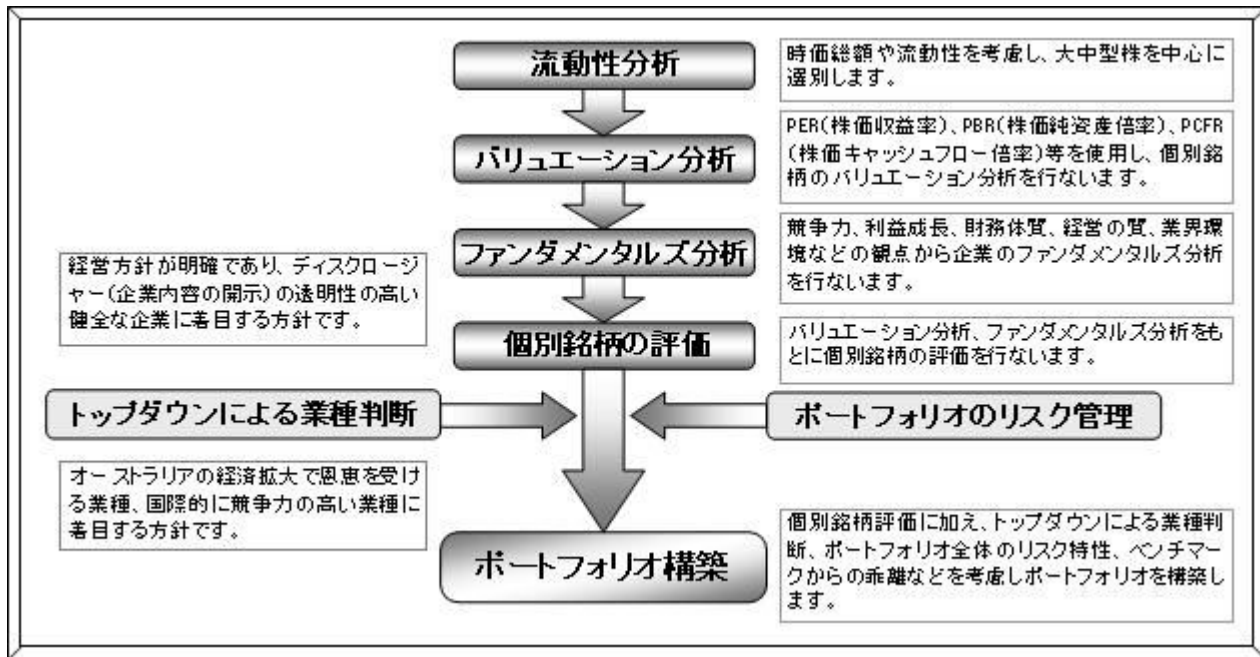 流動性分析
時価総額や流動性を考慮し、大中型株を中心に
選別します。
バリュエーション分析
PER(株価収益率)、PBR(株価純資産倍率)、PCFR
(株価キャッシュフロー倍率)等を使用し、個別銘
柄のバリュエーション分析を行ないます。
ファンダメンタルズ分析
競争力、利益成長、財務体質、経営の質、業界環
境などの観点から企業のファンダメンタルズ分析
を行ないます。
経営方針が明確であり、ディスクロージ
ャー(企業内容の開示)の透明性の高い
健全な企業に着目する方針です。
個別銘柄の評価
バリュエーション分析、ファンダメンタルズ分析をも
とに個別銘柄の評価を行ないます。
トップダウンによる業種判断
ポートフォリオのリスク管理
オーストラリアの経済拡大で恩恵を受け
る業種、国際的に競争力の高い業種に
着目する方針です。
ポートフォリオ構築
個別銘柄評価に加え、トップダウンによる業種判
断、ポートフォリオ全体のリスク特性、ベンチマー
クからの乖離などを考慮しポートフォリオを構築し
ます。